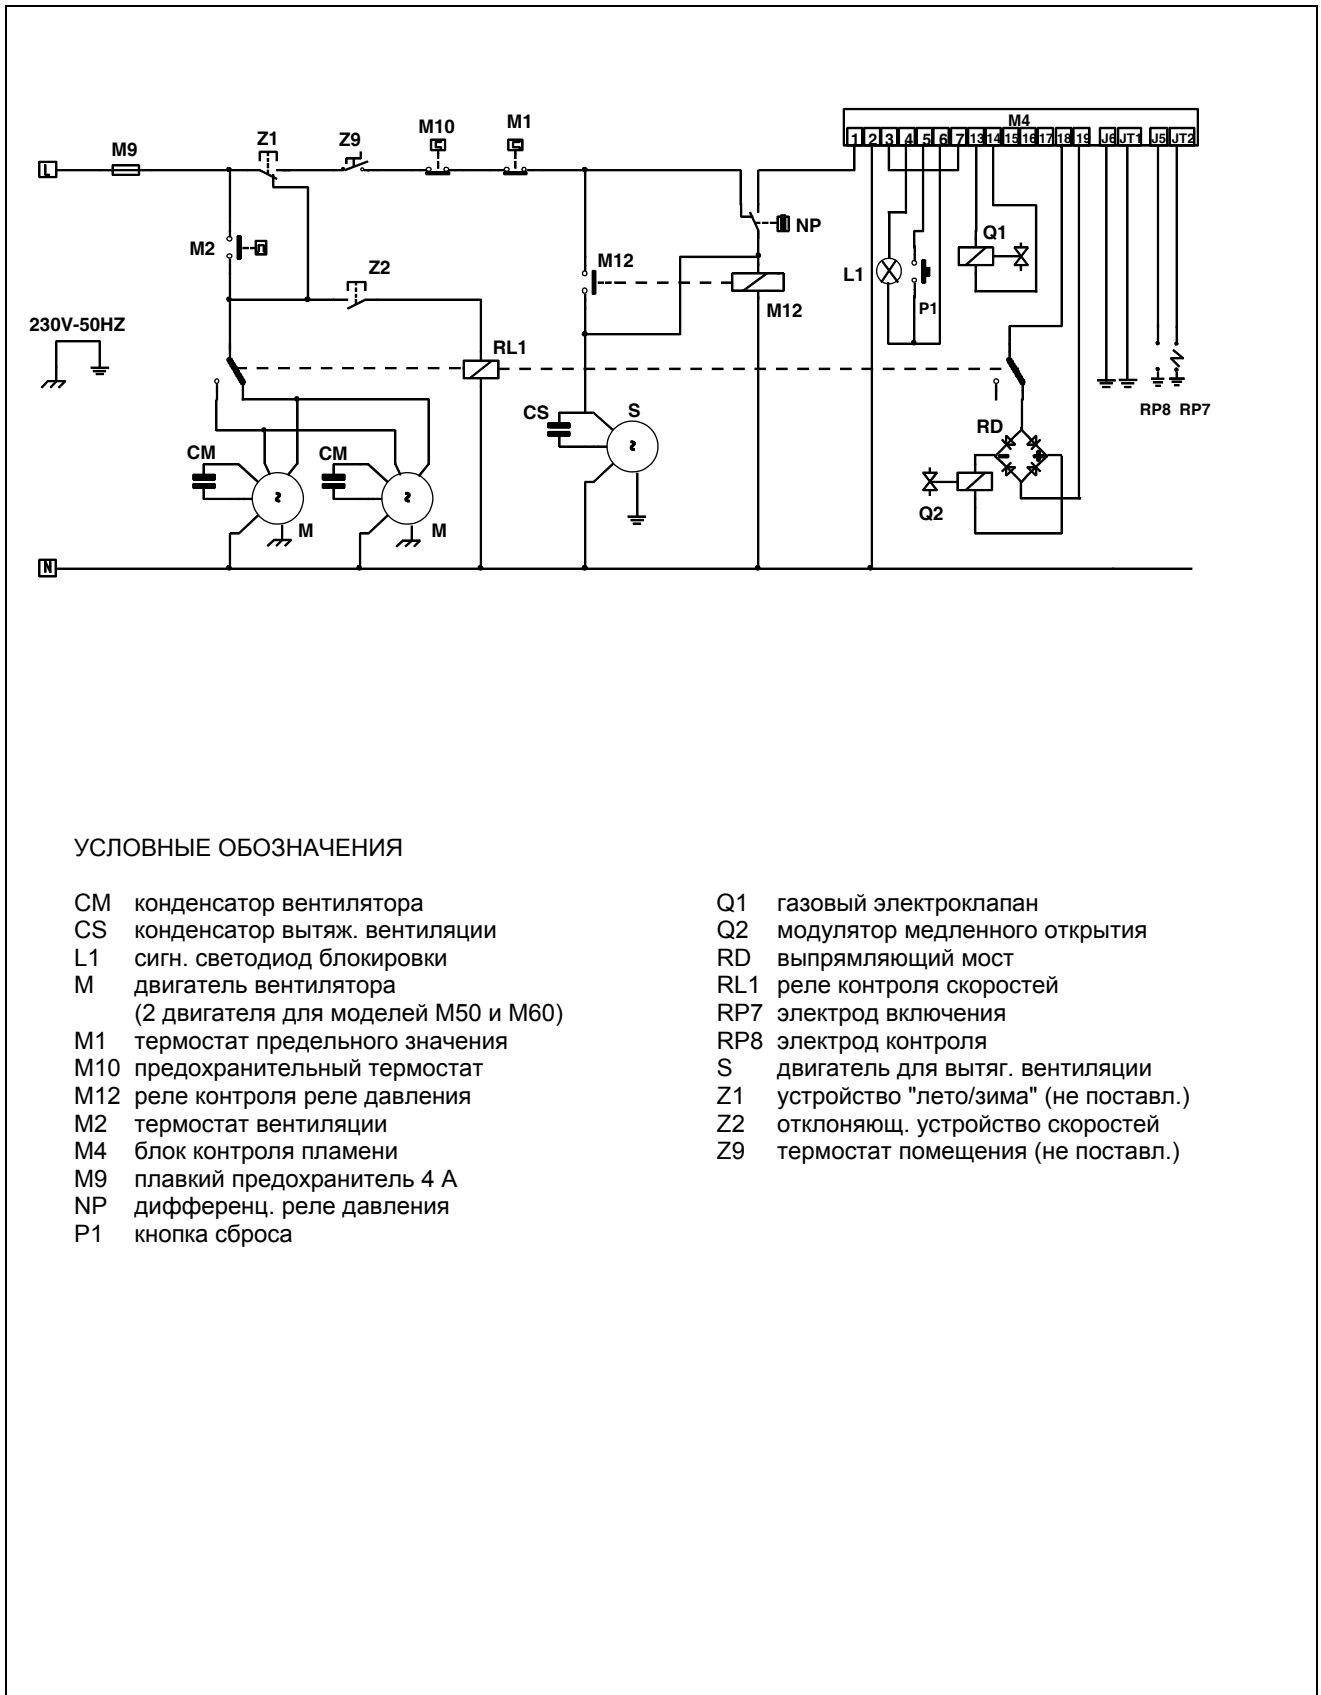 M4
1 2 3 4 5 6 7 13 14 15 16 17 18 19 J6 JT1 J5 JT2
M9
Z1
Z9
M10
M1
L
NP
M2
Z2
M12
M12
L1
P1
Q1
230V-50HZ
RL1
RP8 RP7
CS
S
RD
CM
CM
Q2
M
M
N
УСЛОВНЫЕ ОБОЗНАЧЕНИЯ
CM конденсатор вентилятора
CS конденсатор вытяж. вентиляции
L1 сигн. светодиод блокировки
M двигатель вентилятора
(2 двигателя для моделей M50 и M60)
M1 термостат предельного значения
M10 предохранительный термостат
M12 реле контроля реле давления
M2 термостат вентиляции
M4 блок контроля пламени
M9 плавкий предохранитель 4 A
NP дифференц. реле давления
P1 кнопка сброса
Q1 газовый электроклапан
Q2 модулятор медленного открытия
RD выпрямляющий мост
RL1 реле контроля скоростей
RP7 электрод включения
RP8 электрод контроля
S двигатель для вытяг. вентиляции
Z1 устройство "лето/зима" (не поставл.)
Z2 отклоняющ. устройство скоростей
Z9 термостат помещения (не поставл.)